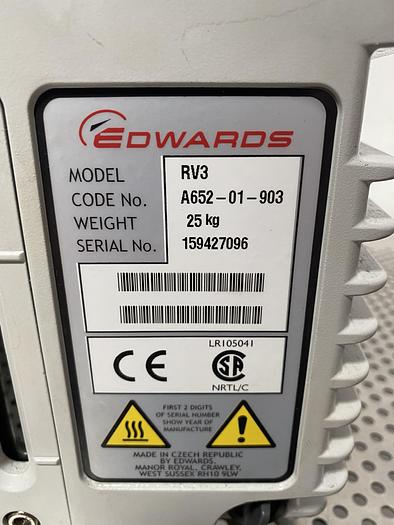 EDWARDS
MODEL RV3
CODE No. A652-01-903
WEIGHT 25 kg
SERIAL No. 159427096
LR105041
CE
SA
NRTL/C
FIRST 2 DIGITS
OF SERIAL NUMBER
SHOW YEAR OF
MANUFACTURE
!
MADE IN CZECH REPUBLIC
BY EDWARDS,
MANOR ROYAL, CRAWLEY,
WEST SUSSEX RH10 9LW